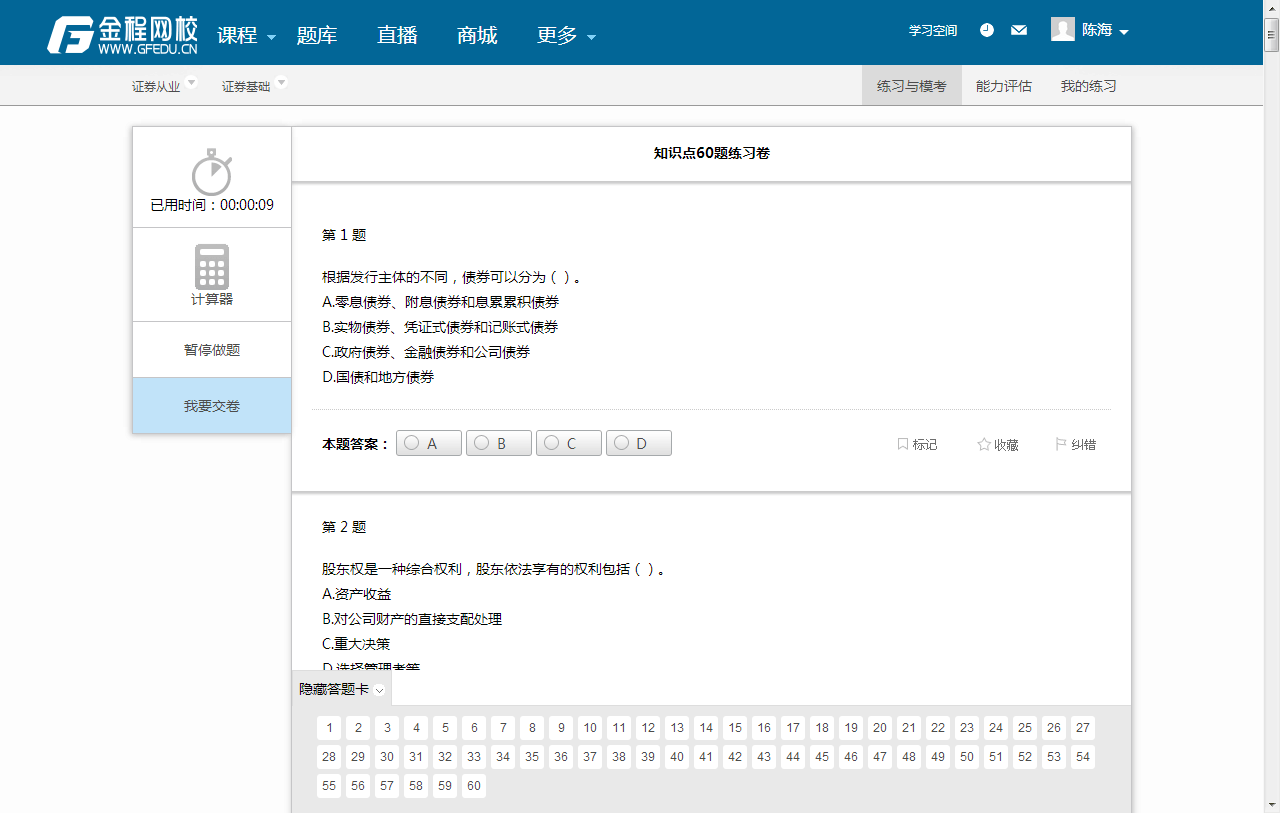 金程网校
WWW.GFEDU.CN
课程 题库 直播 商城 更多 学习空间 陈海
证券从业 证券基础 练习与模考 能力评估 我的练习
知识点60题练习卷
已用时间：00:00:09
计算器
暂停做题
我要交卷
第 1 题
根据发行主体的不同，债券可以分为（ ）。
A.零息债券、附息债券和息累累积债券
B.实物债券、凭证式债券和记账式债券
C.政府债券、金融债券和公司债券
D.国债和地方债券
本题答案： A B C D 标记 收藏 纠错
第 2 题
股东权是一种综合权利，股东依法享有的权利包括（ ）。
A.资产收益
B.对公司财产的直接支配处理
C.重大决策
D.选择管理者等
隐藏答题卡
1 2 3 4 5 6 7 8 9 10 11 12 13 14 15 16 17 18 19 20 21 22 23 24 25 26 27
28 29 30 31 32 33 34 35 36 37 38 39 40 41 42 43 44 45 46 47 48 49 50 51 52 53 54
55 56 57 58 59 60